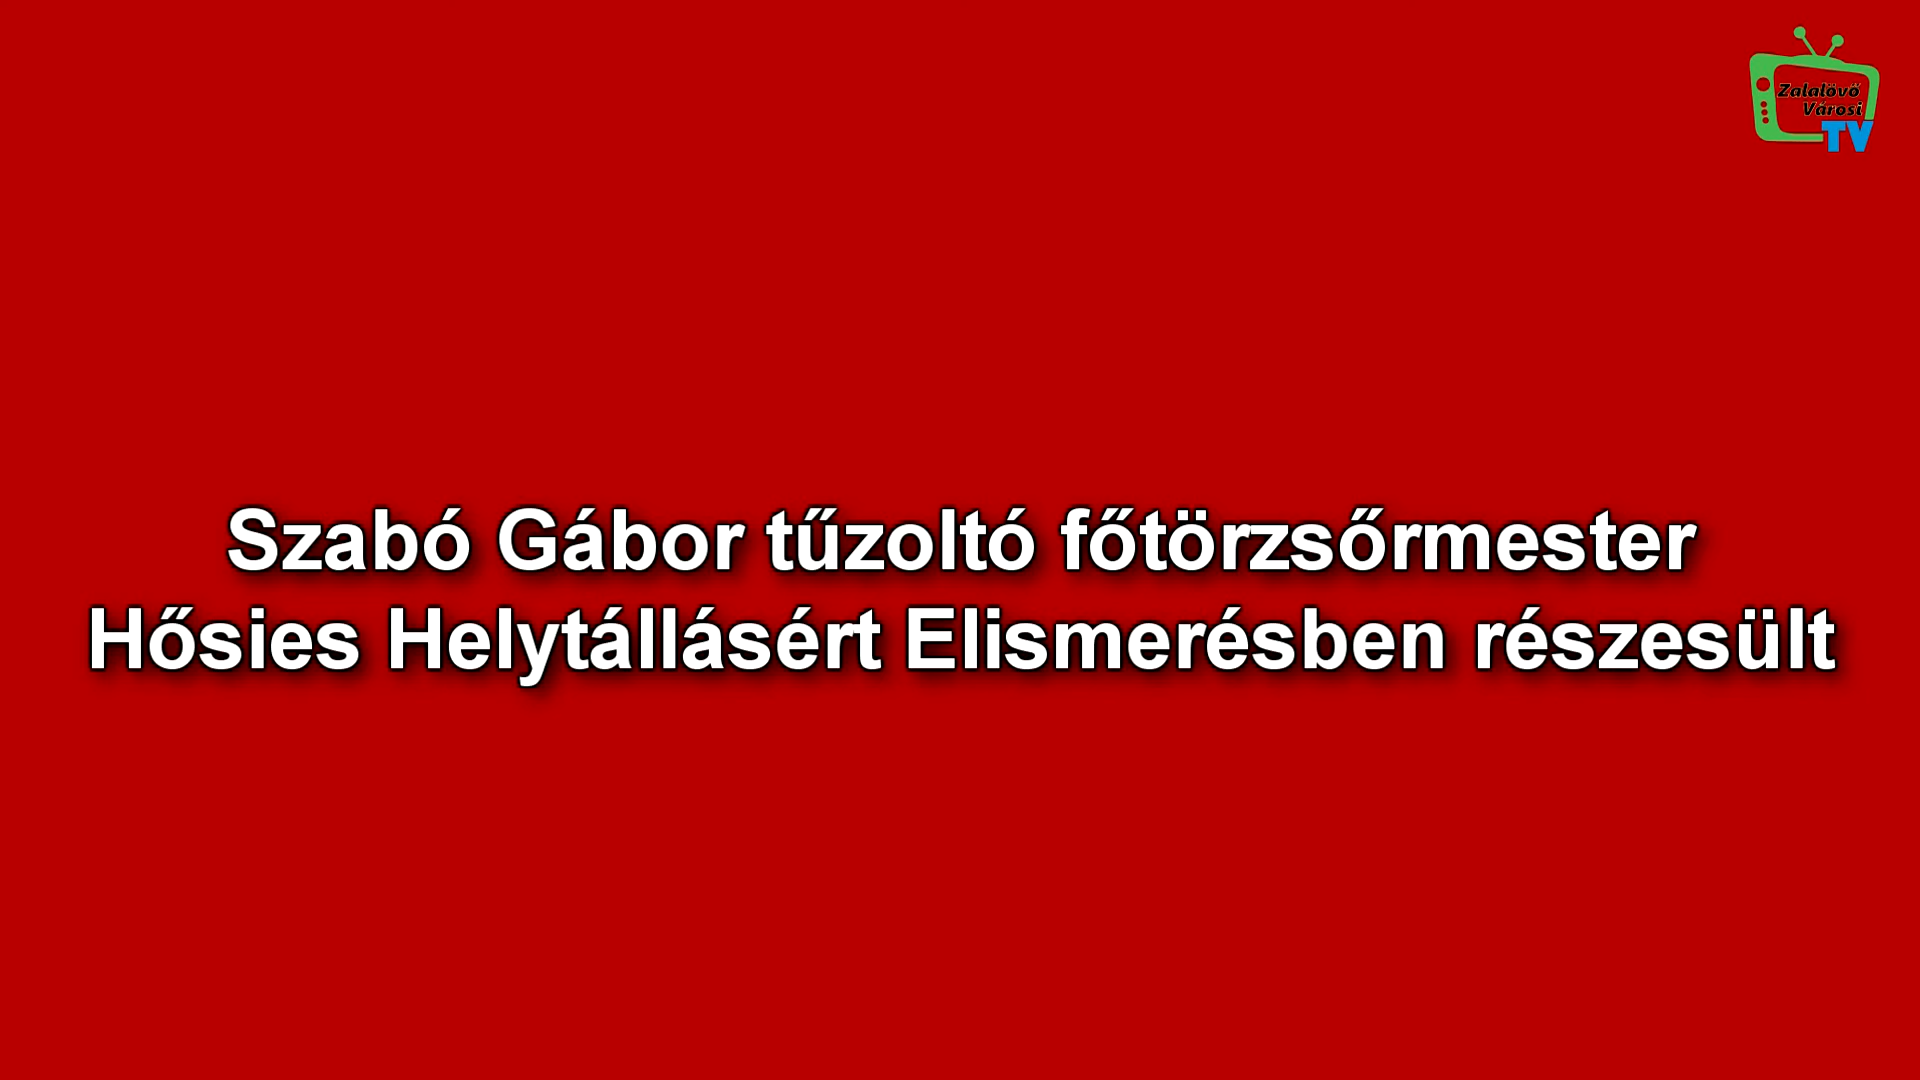 Zalalövő
Városi
TV
Szabó Gábor tűzoltó főtörzsőrmester
Hősies Helytállásért Elismerésben részesült